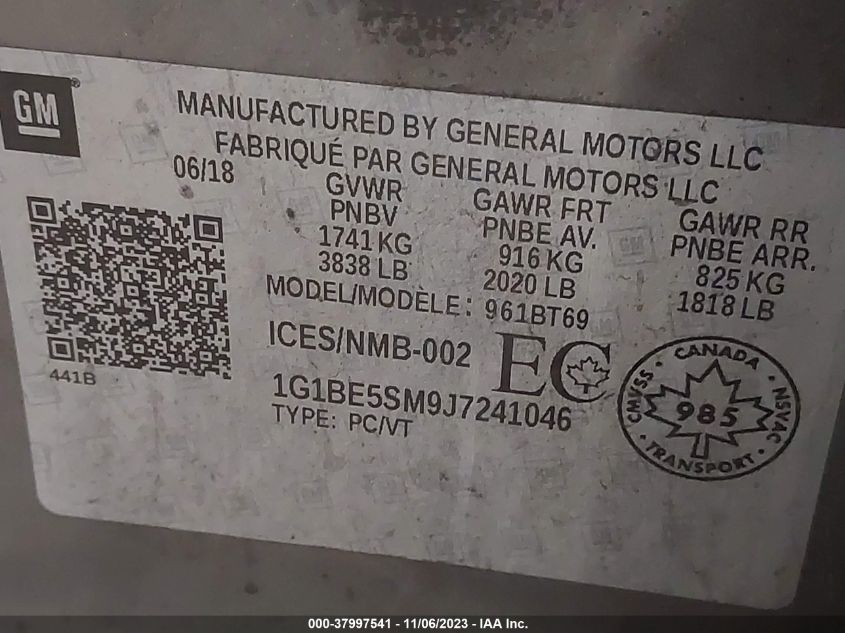 GM
MANUFACTURED BY GENERAL MOTORS LLC
FABRIQUÉ PAR GENERAL MOTORS LLC
06/18
GVWR
PNBV
1741 KG
3838 LB
GAWR FRT
PNBE AV.
916 KG
2020 LB
GAWR RR
PNBE ARR.
825 KG
1818 LB
MODEL/MODÈLE: 961BT69
ICES/NMB-002
EC
441B
1G1BE5SM9J7241046
TYPE: PC/VT
CANADA
CMVSS
985
NSVAC
TRANSPORT
000-37997541 - 11/06/2023 - IAA Inc.